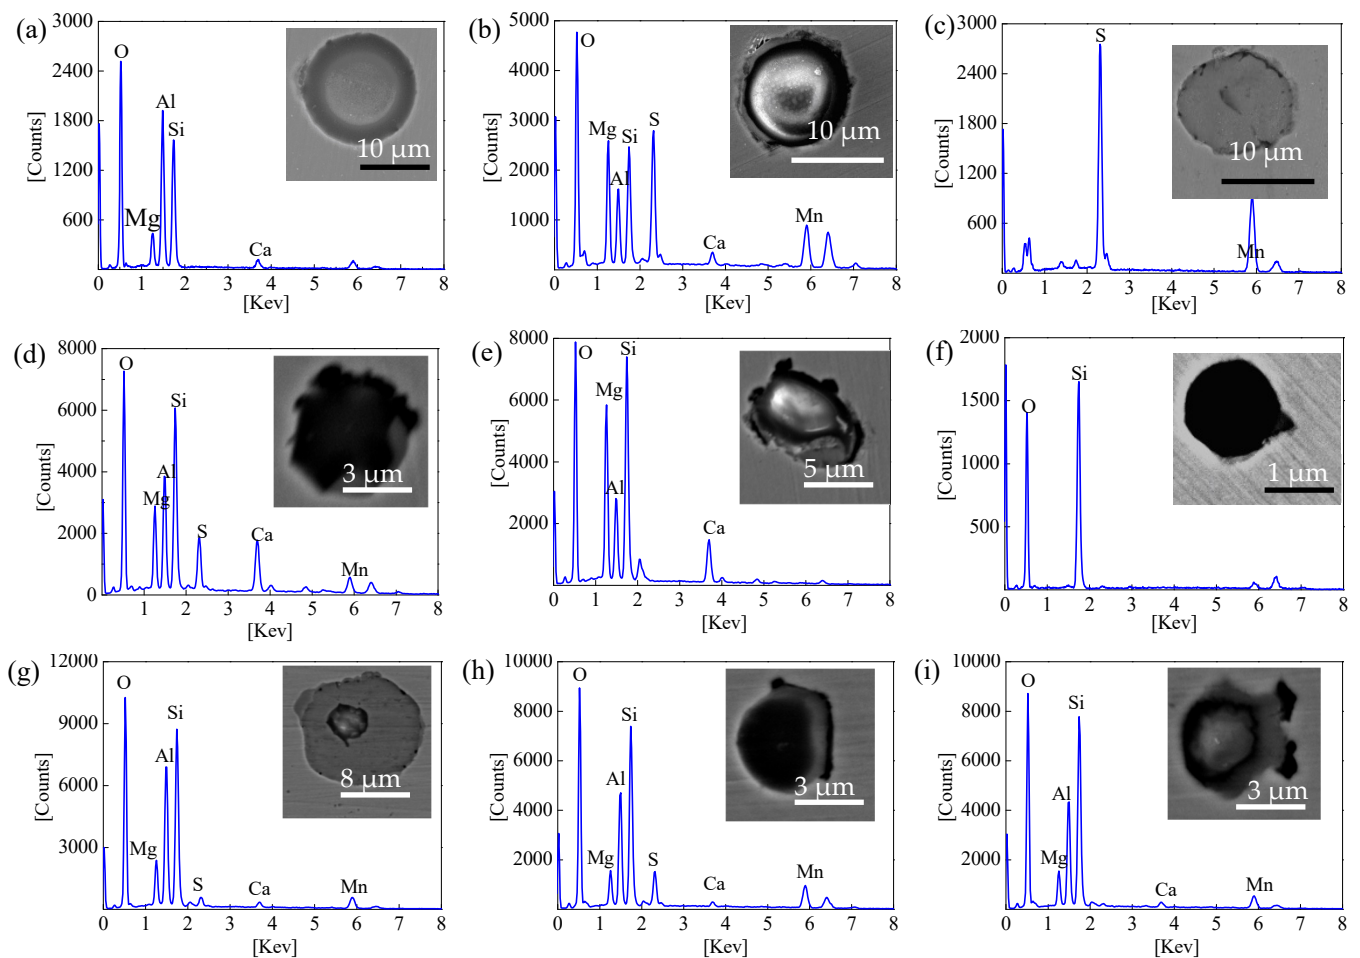 (a)
3000
2400
1800
1200
600
[Counts]
O
Al
Si
Mg
Ca
10 μm
0 1 2 3 4 5 6 7 8
[Kev]
(b)
5000
4000
3000
2000
1000
[Counts]
O
Mg
Al
Si
S
Ca
Mn
10 μm
0 1 2 3 4 5 6 7 8
[Kev]
(c)
3000
2400
1800
1200
600
0
[Counts]
S
Mn
10 μm
0 1 2 3 4 5 6 7 8
[Kev]
(d)
8000
6000
4000
2000
0
[Counts]
O
Si
Al
Mg
S
Ca
Mn
3 μm
1 2 3 4 5 6 7 8
[Kev]
(e)
8000
6000
4000
2000
[Counts]
O
Si
Mg
Al
Ca
5 μm
0 1 2 3 4 5 6 7 8
[Kev]
(f)
2000
1500
1000
500
[Counts]
O
Si
1 μm
0 1 2 3 4 5 6 7 8
[Kev]
(g)
12000
9000
6000
3000
[Counts]
O
Si
Al
Mg
S
Ca
Mn
8 μm
0 1 2 3 4 5 6 7 8
[Kev]
(h)
10000
8000
6000
4000
2000
[Counts]
O
Si
Al
Mg
S
Ca
Mn
3 μm
0 1 2 3 4 5 6 7 8
[Kev]
(i)
10000
8000
6000
4000
2000
[Counts]
O
Si
Al
Mg
Ca
Mn
3 μm
0 1 2 3 4 5 6 7 8
[Kev]